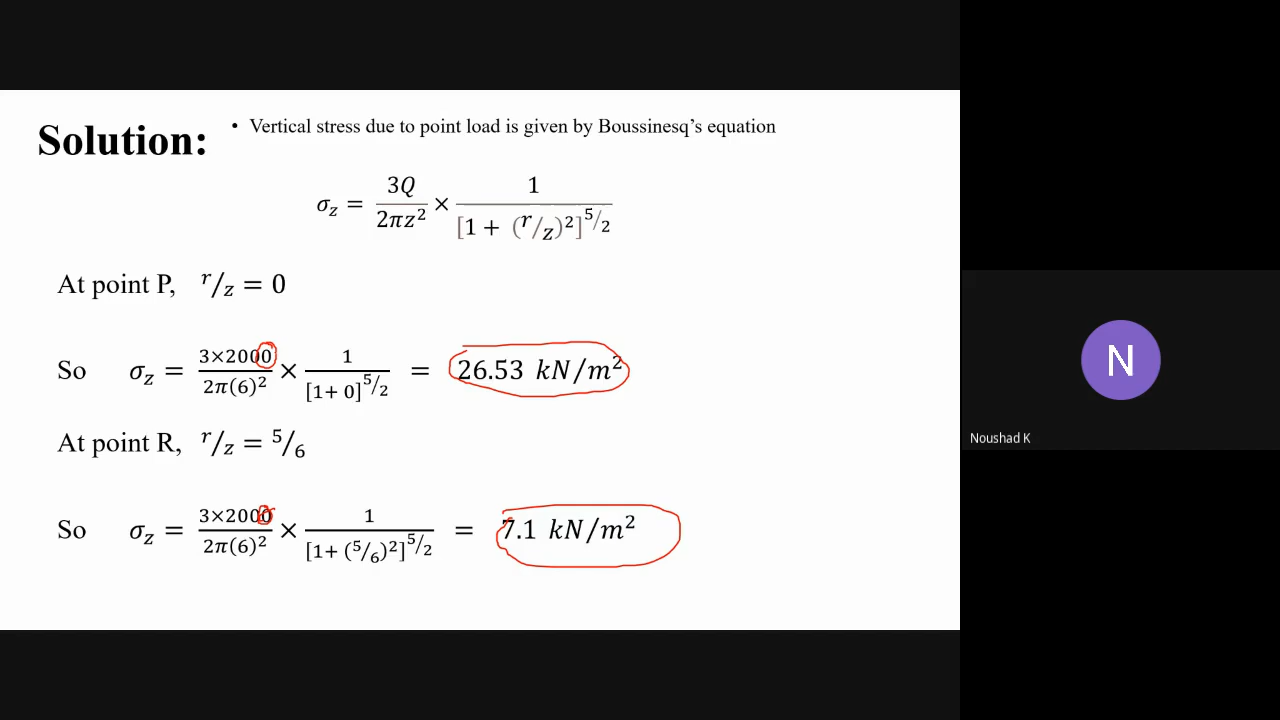 Solution:
• Vertical stress due to point load is given by Boussinesq's equation
σz = 3Q/2πz² × 1/[1 + (r/z)²]^5/2
At point P, r/z = 0
So σz = 3×2000/2π(6)² × 1/[1+ 0]^5/2 = 26.53 kN/m²
At point R, r/z = 5/6
So σz = 3×2000/2π(6)² × 1/[1+ (5/6)²]^5/2 = 7.1 kN/m²
N
Noushad K